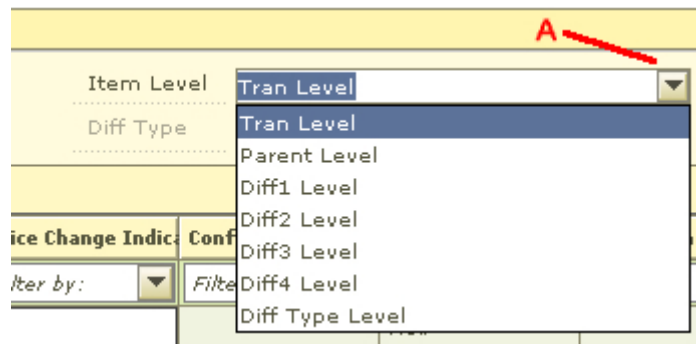 A
Item Level Tran Level
Diff Type Tran Level
Parent Level
Diff1 Level
Diff2 Level
ice Change Indic Conf
Diff3 Level
lter by: Filte Diff4 Level
Diff Type Level